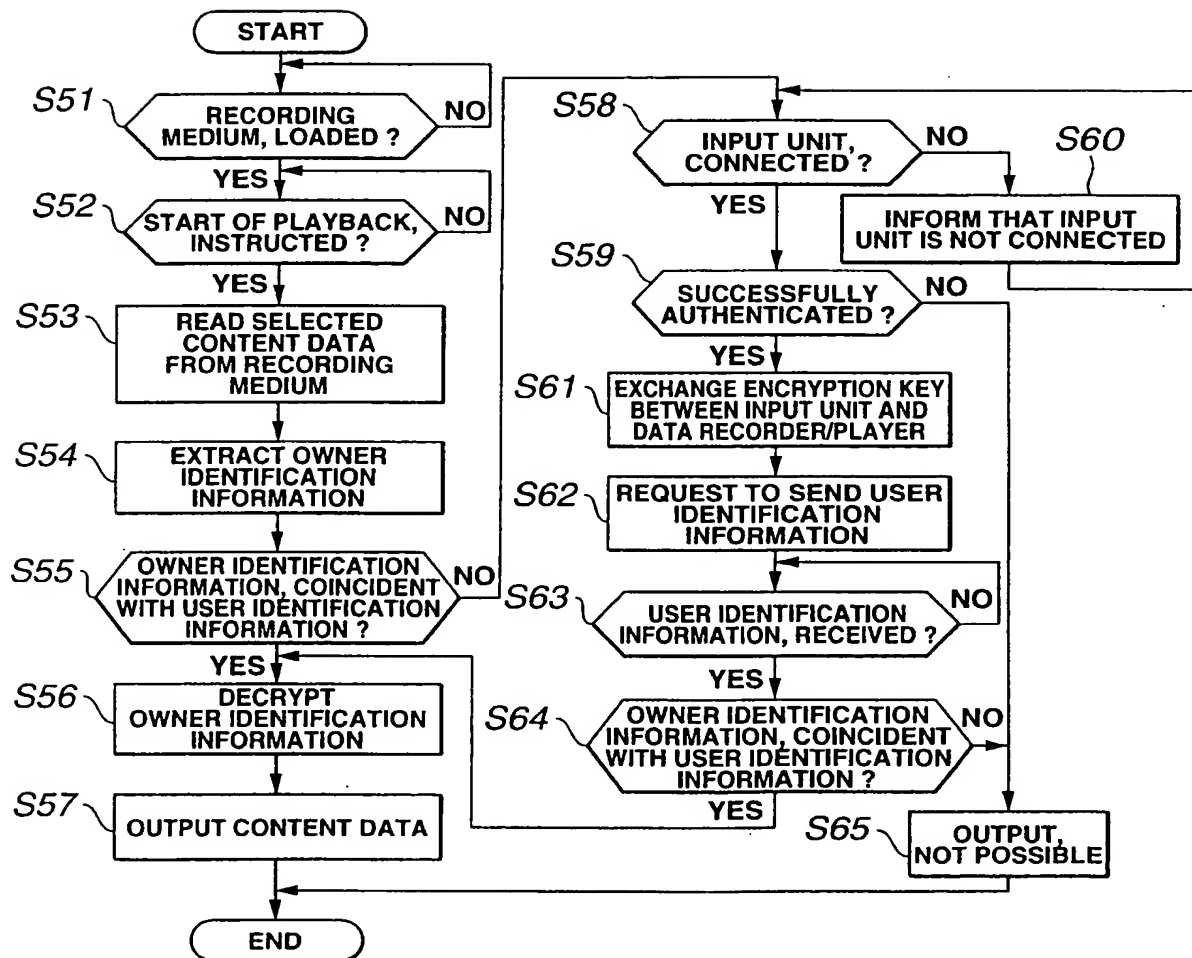 START
S51
RECORDING
MEDIUM, LOADED ?
NO
YES
S52
START OF PLAYBACK,
INSTRUCTED ?
NO
YES
S53
READ SELECTED
CONTENT DATA
FROM RECORDING
MEDIUM
S54
EXTRACT OWNER
IDENTIFICATION
INFORMATION
S55
OWNER IDENTIFICATION
INFORMATION, COINCIDENT
WITH USER IDENTIFICATION
INFORMATION ?
NO
YES
S56
DECRYPT
OWNER IDENTIFICATION
INFORMATION
S57
OUTPUT CONTENT DATA
END
S58
INPUT UNIT,
CONNECTED ?
NO
YES
S60
INFORM THAT INPUT
UNIT IS NOT CONNECTED
S59
SUCCESSFULLY
AUTHENTICATED ?
NO
YES
S61
EXCHANGE ENCRYPTION KEY
BETWEEN INPUT UNIT AND
DATA RECORDER/PLAYER
S62
REQUEST TO SEND USER
IDENTIFICATION
INFORMATION
S63
USER IDENTIFICATION
INFORMATION, RECEIVED ?
NO
YES
S64
OWNER IDENTIFICATION
INFORMATION, COINCIDENT
WITH USER IDENTIFICATION
INFORMATION ?
NO
YES
S65
OUTPUT,
NOT POSSIBLE